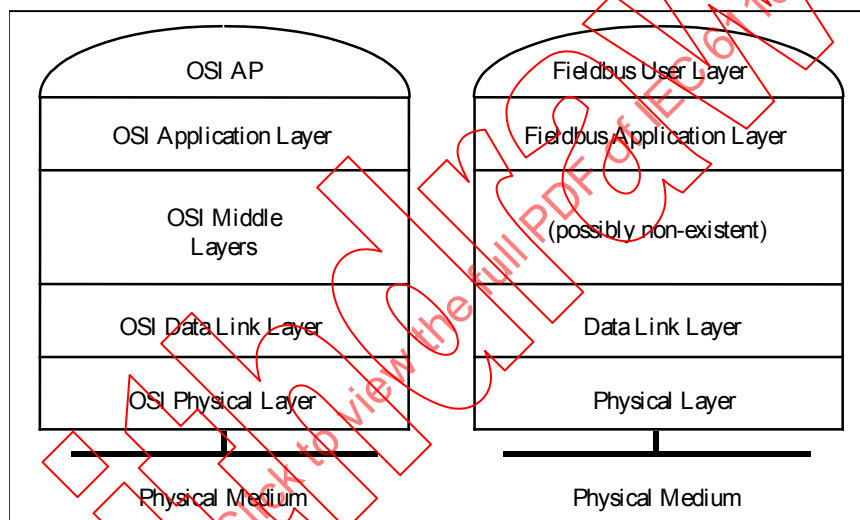 OSI AP
OSI Application Layer
OSI Middle
Layers
OSI Data Link Layer
OSI Physical Layer
Physical Medium
Fieldbus User Layer
Fieldbus Application Layer
(possibly non-existent)
Data Link Layer
Physical Layer
Physical Medium
Click to view the full PDF of IEC